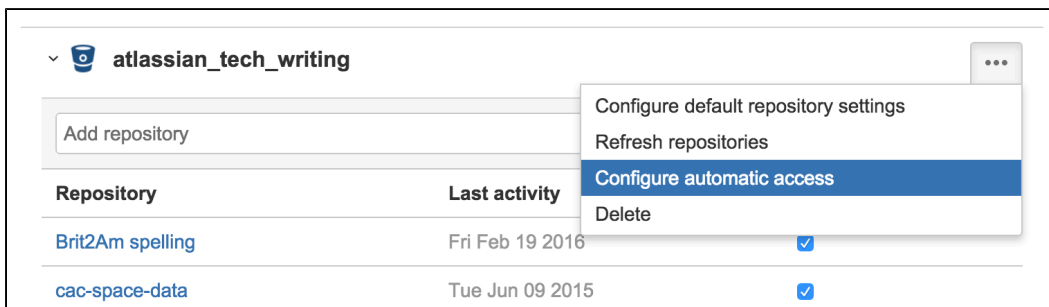 atlassian_tech_writing
Configure default repository settings
Add repository
Refresh repositories
Configure automatic access
Repository Last activity
Delete
Brit2Am spelling Fri Feb 19 2016
cac-space-data Tue Jun 09 2015